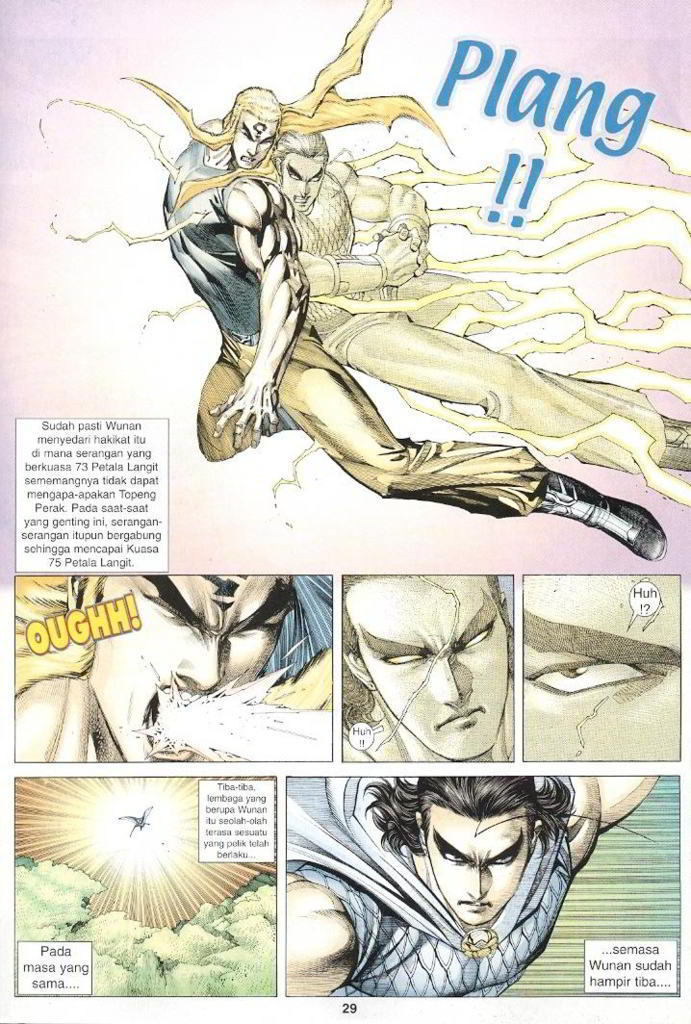 Plang
!!
Sudah pasti Wunan
menyedari hakikat itu
di mana serangan yang
berkuasa 73 Petala Langit
sememangnya tidak dapat
mengapa-apakan Topeng
Perak. Pada saat-saat
yang genting ini, serangan-
serangan itupun bergabung
sehingga mencapai Kuasa
75 Petala Langit.
OUGHH!
Huh
!!
Huh
!?
Tiba-tiba,
lembaga yang
berupa Wunan
itu seolah-olah
terasa sesuatu
yang pelik telah
berlaku...
Pada
masa yang
sama....
...semasa
Wunan sudah
hampir tiba....
29